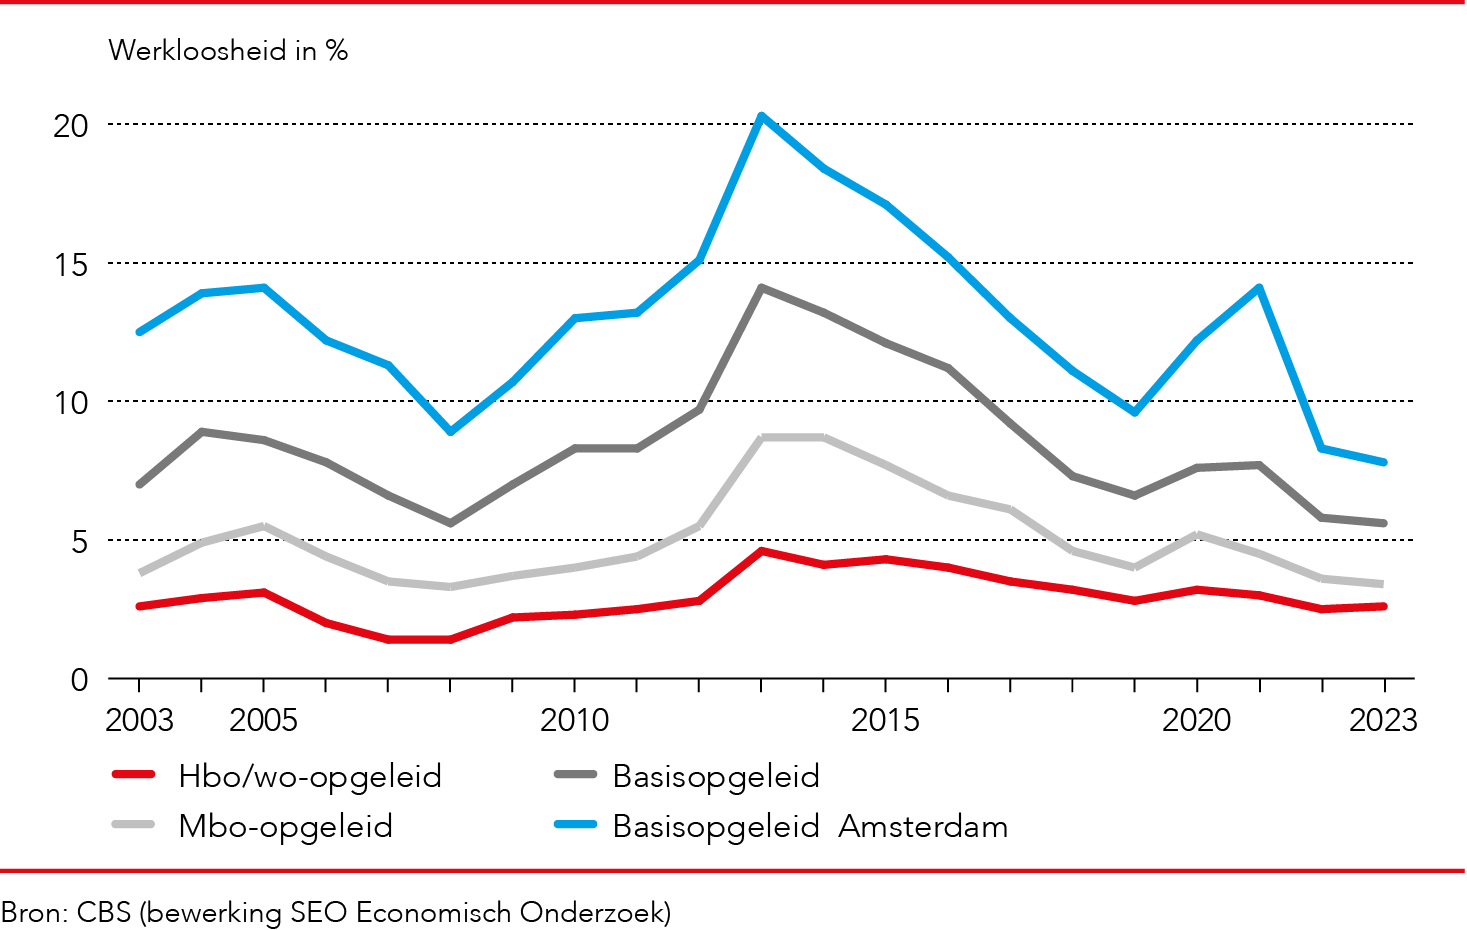 Werkloosheid in %
20
15
10
5
0
2003 2005 2010 2015 2020 2023
Hbo/wo-opgeleid Basisopgeleid
Mbo-opgeleid Basisopgeleid Amsterdam
Bron: CBS (bewerking SEO Economisch Onderzoek)